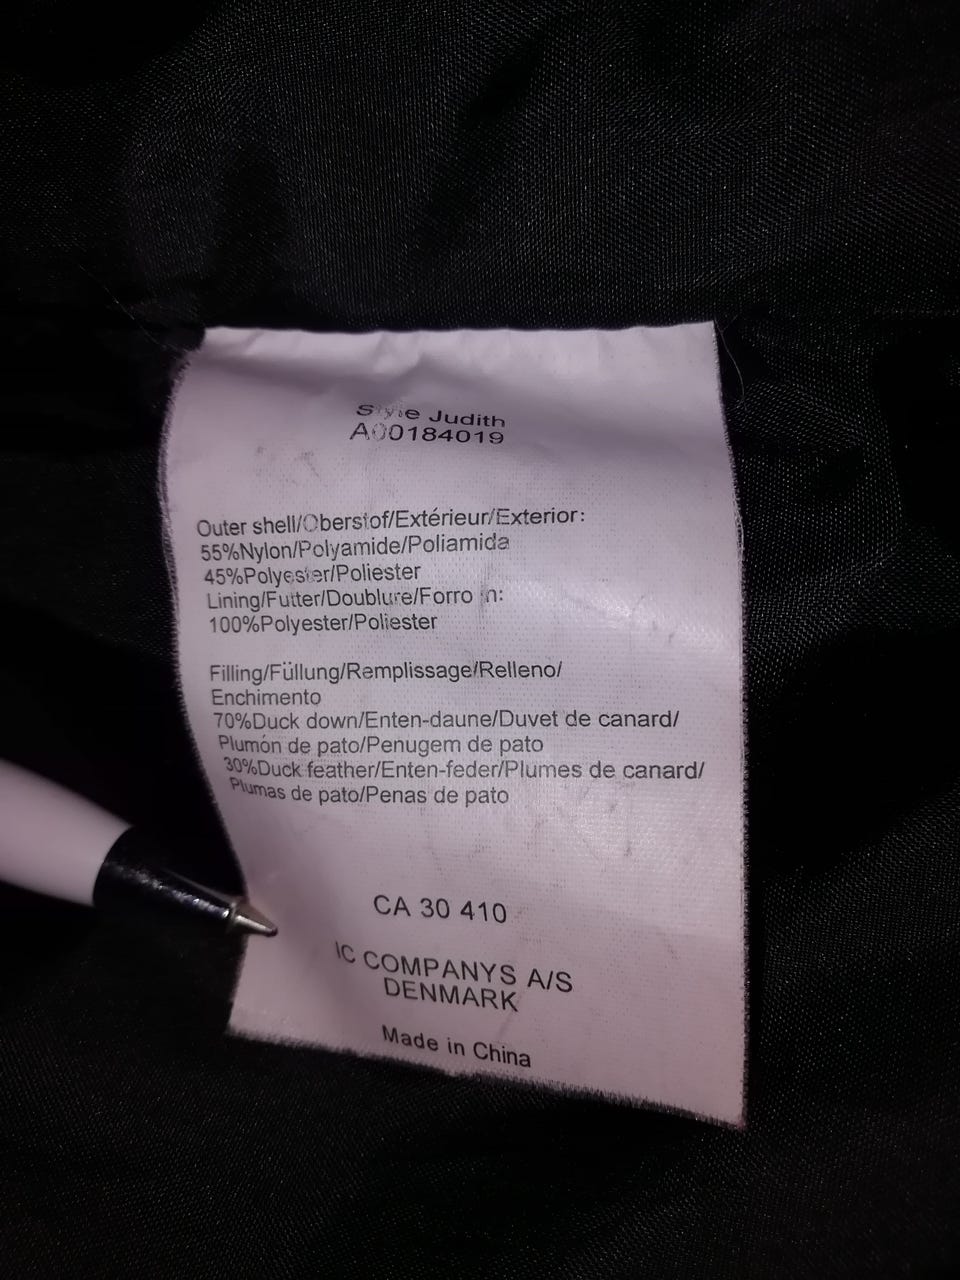 Style Judith
A00184019
Outer shell/Oberstof/Extérieur/Exterior:
55%Nylon/Polyamide/Poliamida
45%Polyester/Poliester
Lining/Futter/Doublure/Forro n:
100%Polyester/Poliester
Filling/Füllung/Remplissage/Relleno/
Enchimento
70%Duck down/Enten-daune/Duvet de canard/
Plumón de pato/Penugem de pato
30%Duck feather/Enten-feder/Plumes de canard/
Plumas de pato/Penas de pato
CA 30 410
IC COMPANYS A/S
DENMARK
Made in China